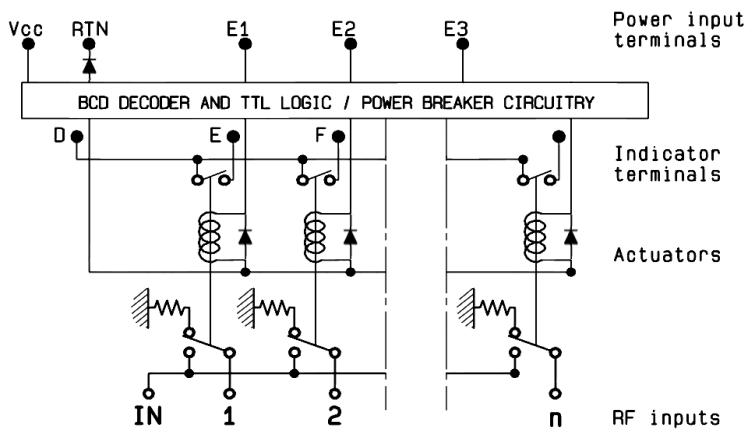 Vcc RTN E1 E2 E3 Power input
terminals
BCD DECODER AND TTL LOGIC / POWER BREAKER CIRCUITRY
D E F Indicator
terminals
Actuators
IN 1 2 n RF inputs